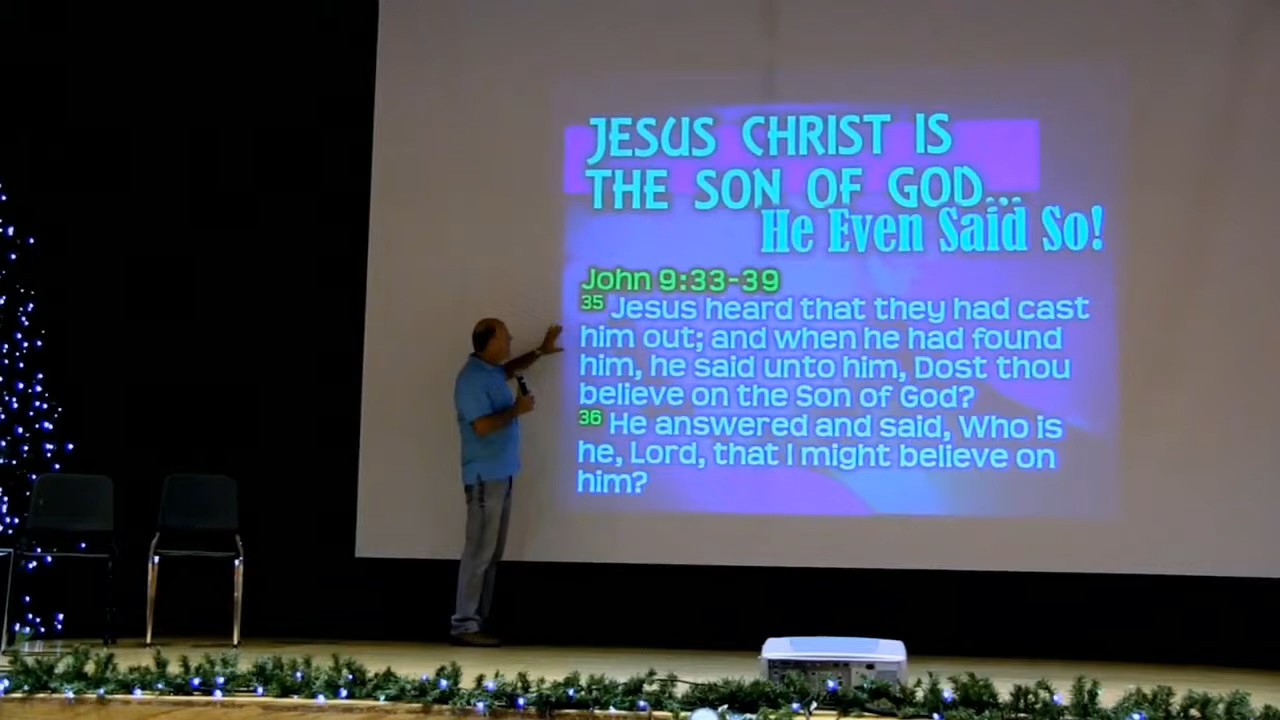 JESUS CHRIST IS
THE SON OF GOD...
He Even Said So!
John 9:33-39
35 Jesus heard that they had cast
him out; and when he had found
him, he said unto him, Dost thou
believe on the Son of God?
36 He answered and said, Who is
he, Lord, that I might believe on
him?